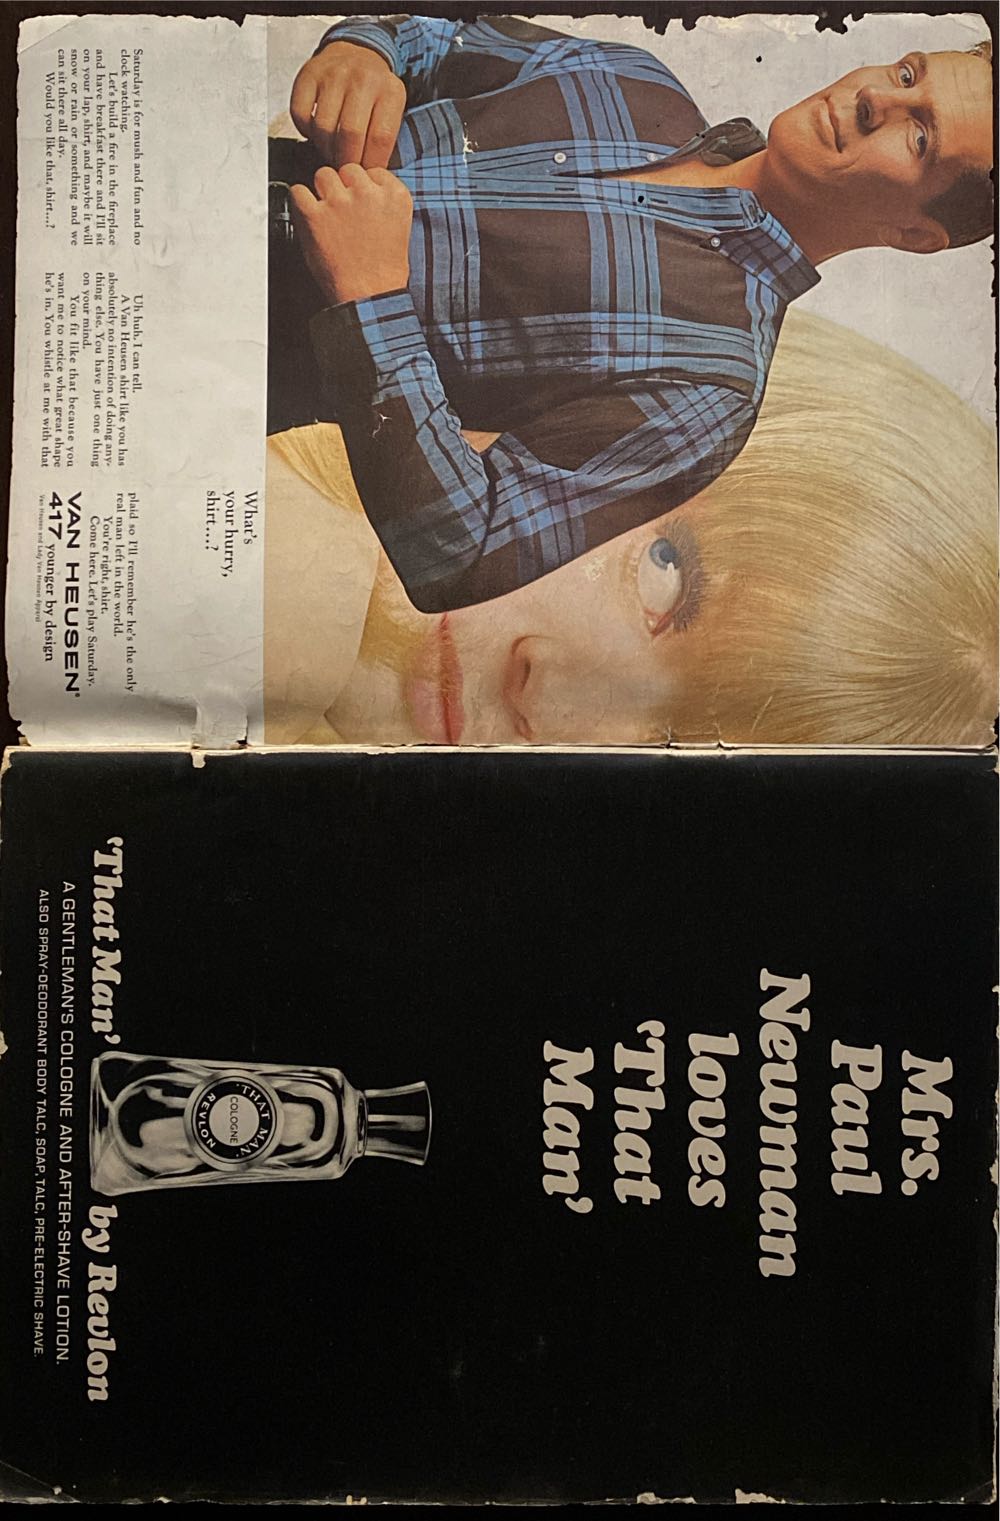 What's
your hurry,
shirt...?
Saturday is for mush and fun and no
clock watching.
Let's build a fire in the fireplace
and have breakfast there and I'll sit
on your lap, shirt, and maybe it will
snow or rain or something and we
can sit there all day.
Would you like that, shirt...?
Uh huh. I can tell.
A Van Heusen shirt like you has
absolutely no intention of doing any-
thing else. You have just one thing
on your mind.
You fit like that because you
want me to notice what great shape
he's in. You whistle at me with that
plaid so I'll remember he's the only
real man left in the world.
You're right, shirt.
Come here. Let's play Saturday.
VAN HEUSEN®
417 younger by design
Van Heusen and Lady Van Heusen Apparel
Mrs.
Paul
Newman
loves
'That
Man'
'THAT MAN'
COLOGNE
REVLON
'That Man' by Revlon
A GENTLEMAN'S COLOGNE AND AFTER-SHAVE LOTION.
ALSO SPRAY-DEODORANT BODY TALC, SOAP, TALC, PRE-ELECTRIC SHAVE.